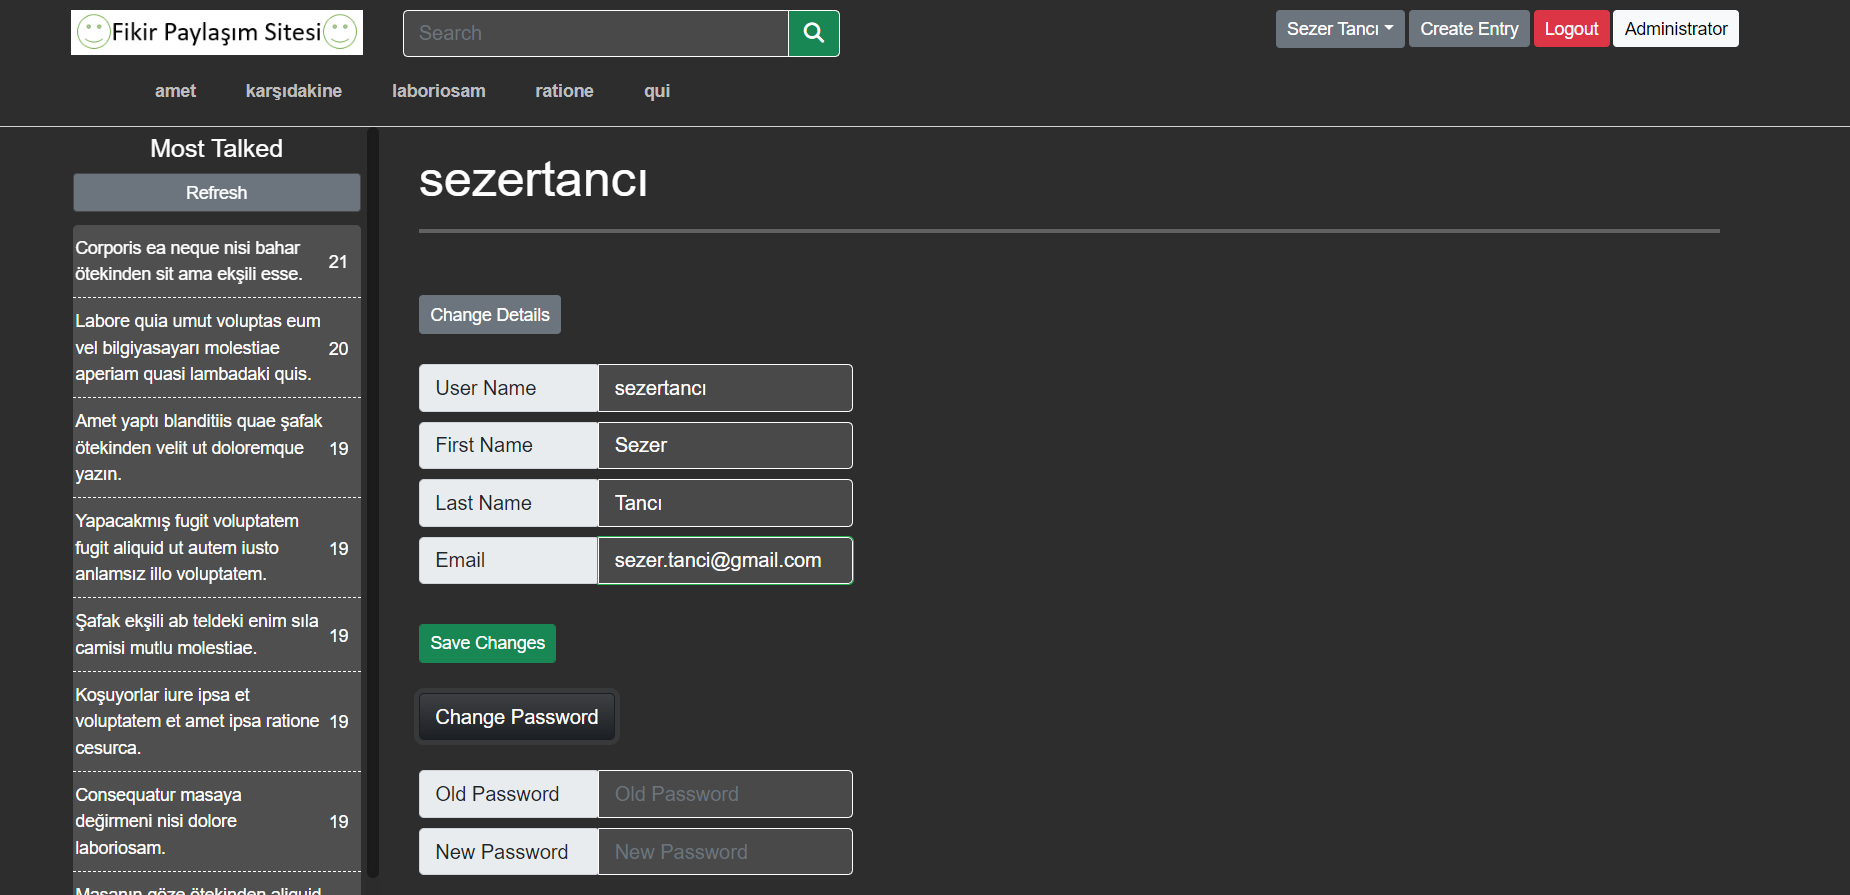 Fikir Paylaşım Sitesi
Search
Sezer Tancı
Create Entry
Logout
Administrator
amet
karşıdakine
laboriosam
ratione
qui
Most Talked
Refresh
Corporis ea neque nisi bahar
ötekinden sit ama ekşili esse.
21
Labore quia umut voluptas eum
vel bilgiyasayarı molestiae
aperiam quasi lambadaki quis.
20
Amet yaptı blanditiis quae şafak
ötekinden velit ut doloremque
yazın.
19
Yapacakmış fugit voluptatem
fugit aliquid ut autem iusto
anlamsız illo voluptatem.
19
Şafak ekşili ab teldeki enim sıla
camisi mutlu molestiae.
19
Koşuyorlar iure ipsa et
voluptatem et amet ipsa ratione
cesurca.
19
Consequatur masaya
değirmeni nisi dolore
laboriosam.
19
Masanın göze ötekinden aliquid
sezertancı
Change Details
User Name
sezertancı
First Name
Sezer
Last Name
Tancı
Email
sezer.tanci@gmail.com
Save Changes
Change Password
Old Password
Old Password
New Password
New Password